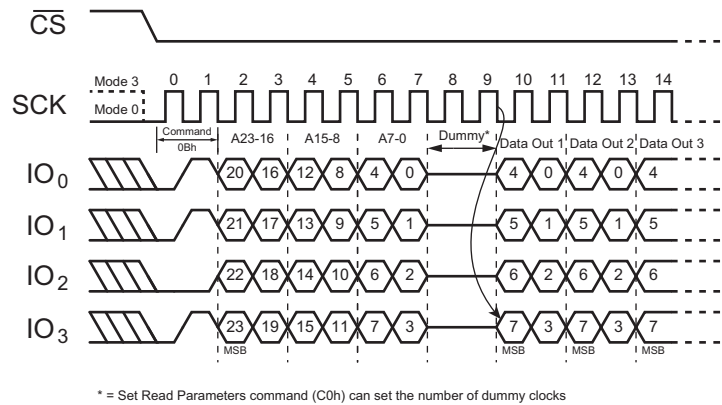 CS
Mode 3 0 1 2 3 4 5 6 7 8 9 10 11 12 13 14
SCK
Mode 0
Command A23-16 A15-8 A7-0 Dummy* Data Out 1 Data Out 2 Data Out 3
0Bh
IO0 20 16 12 8 4 0 4 0 4 0 4
IO1 21 17 13 9 5 1 5 1 5 1 5
IO2 22 18 14 10 6 2 6 2 6 2 6
IO3 23 19 15 11 7 3 7 3 7 3 7
MSB MSB MSB MSB
* = Set Read Parameters command (C0h) can set the number of dummy clocks